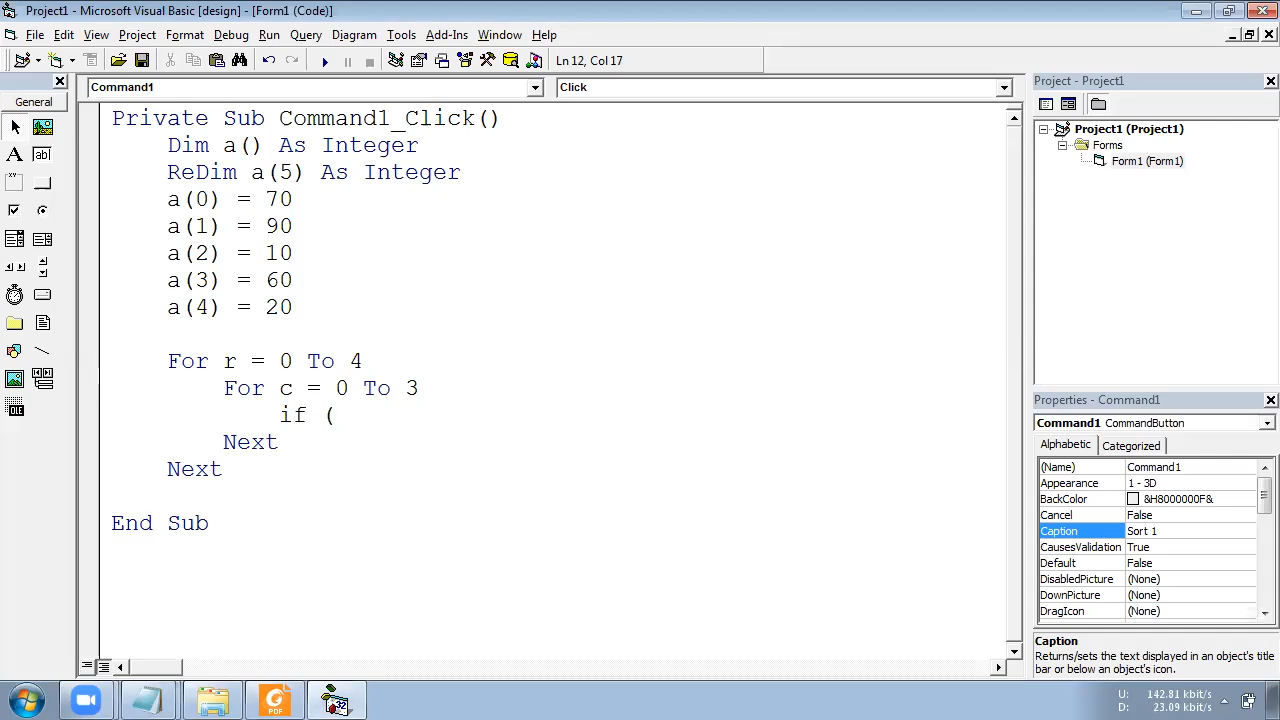 Project1 - Microsoft Visual Basic [design] - [Form1 (Code)]
File Edit View Project Format Debug Run Query Diagram Tools Add-Ins Window Help
Ln 12, Col 17
General
Command1
Click
Private Sub Command1_Click()
Dim a() As Integer
ReDim a(5) As Integer
a(0) = 70
a(1) = 90
a(2) = 10
a(3) = 60
a(4) = 20
For r = 0 To 4
For c = 0 To 3
if (
Next
Next
End Sub
Project - Project1
Project1 (Project1)
Forms
Form1 (Form1)
Properties - Command1
Command1 CommandButton
Alphabetic Categorized
(Name) Command1
Appearance 1 - 3D
BackColor &H8000000F&
Cancel False
Caption Sort 1
CausesValidation True
Default False
DisabledPicture (None)
DownPicture (None)
DragIcon (None)
Caption
Returns/sets the text displayed in an object's title
bar or below an object's icon.
A
ab|
OLE
PDF
32
U: 142.81 kbit/s
D: 23.09 kbit/s